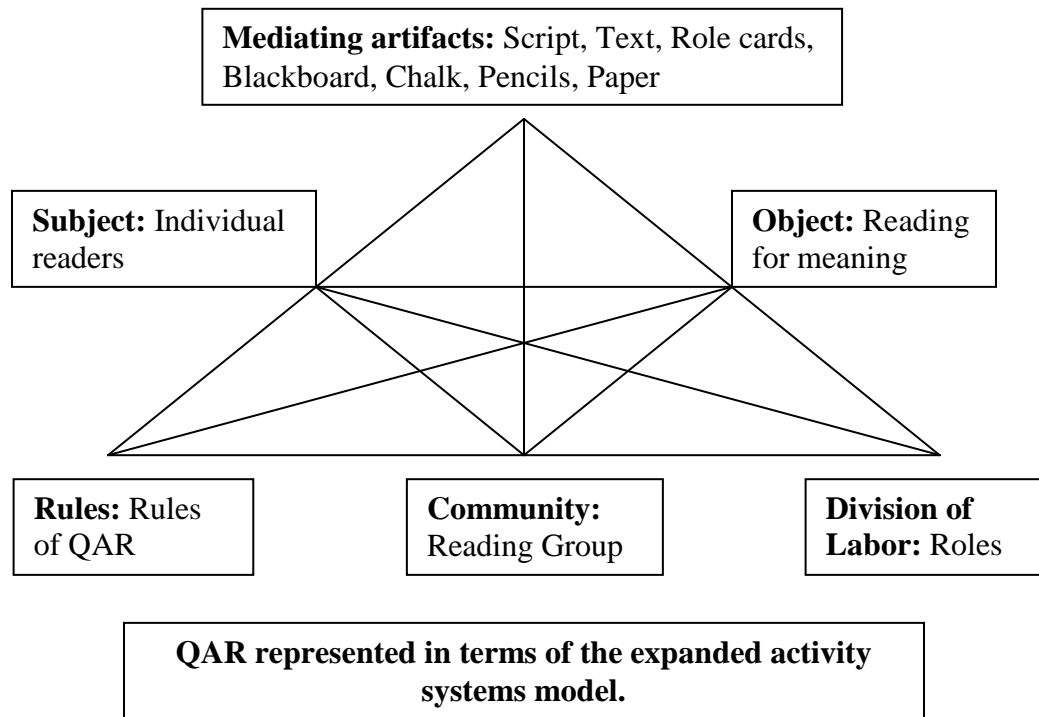 Mediating artifacts: Script, Text, Role cards,
Blackboard, Chalk, Pencils, Paper
Subject: Individual
readers
Object: Reading
for meaning
Rules: Rules
of QAR
Community:
Reading Group
Division of
Labor: Roles
QAR represented in terms of the expanded activity
systems model.